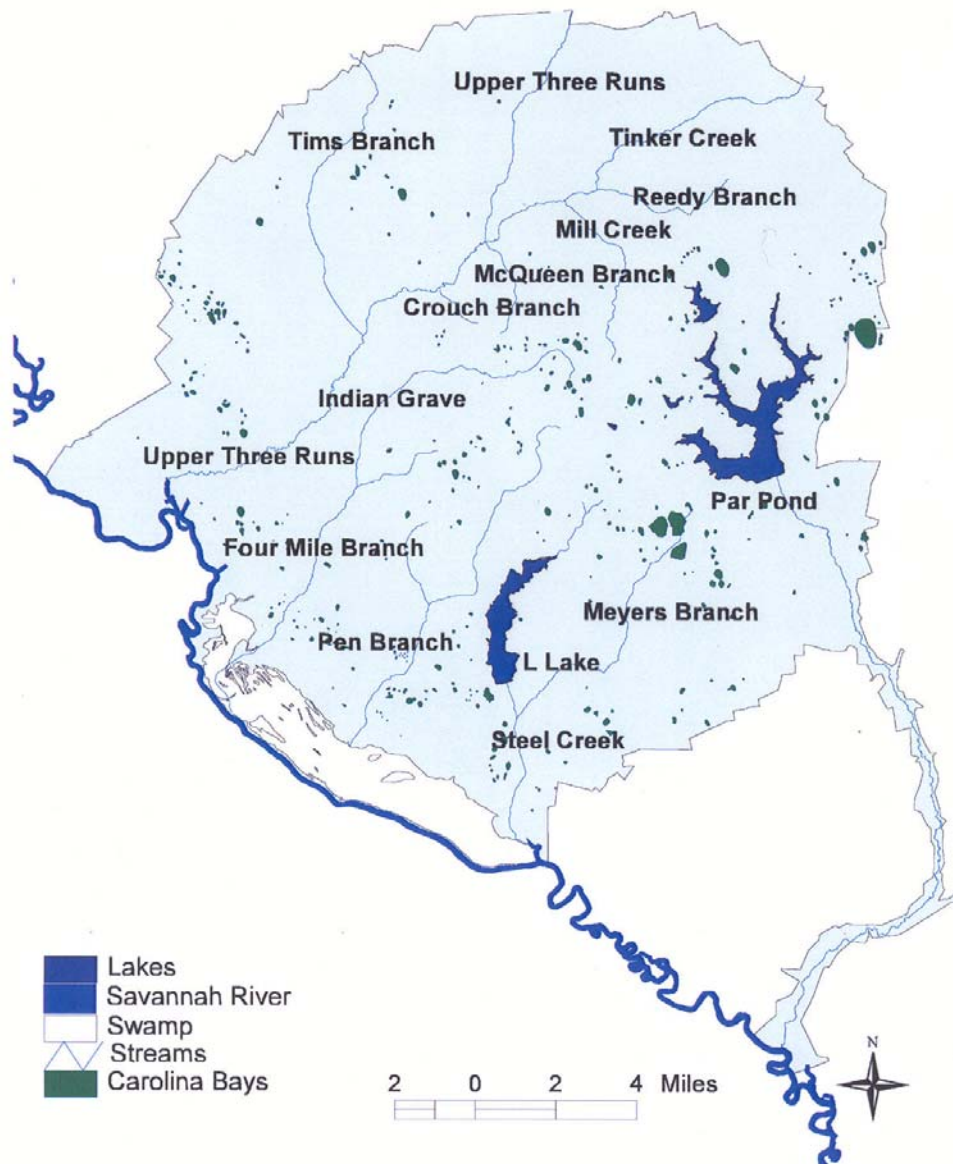 Upper Three Runs
Tims Branch
Tinker Creek
Reedy Branch
Mill Creek
McQueen Branch
Crouch Branch
Indian Grave
Upper Three Runs
Par Pond
Four Mile Branch
Meyers Branch
Pen Branch
L Lake
Steel Creek
Lakes
Savannah River
Swamp
Streams
Carolina Bays
N
2 0 2 4 Miles